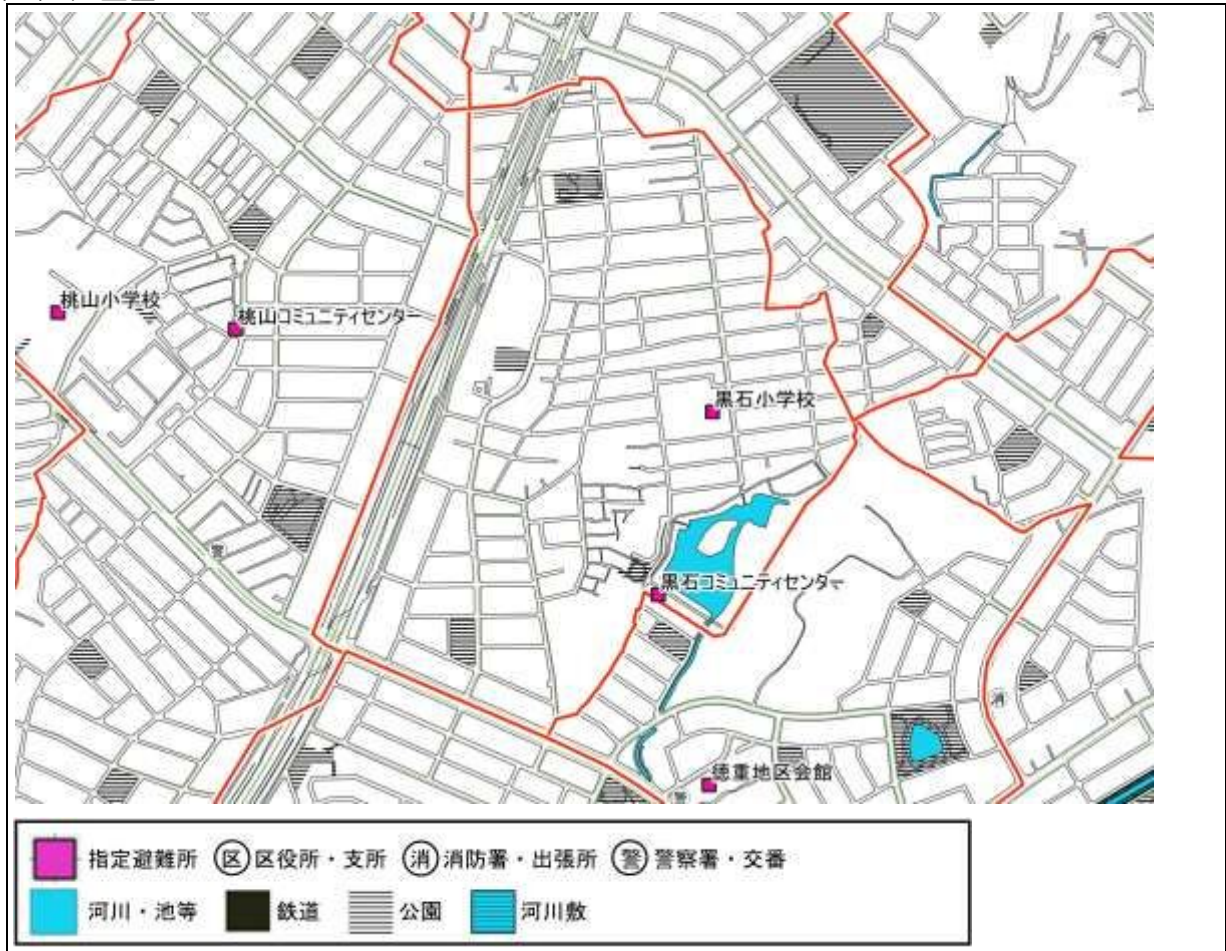 桃山小学校
桃山コミュニティセンター
黒石小学校
警
黒石コミュニティセンター
消
徳重地区会館
警
指定避難所 区 区役所・支所 消 消防署・出張所 警 警察署・交番
河川・池等 鉄道 公園 河川敷